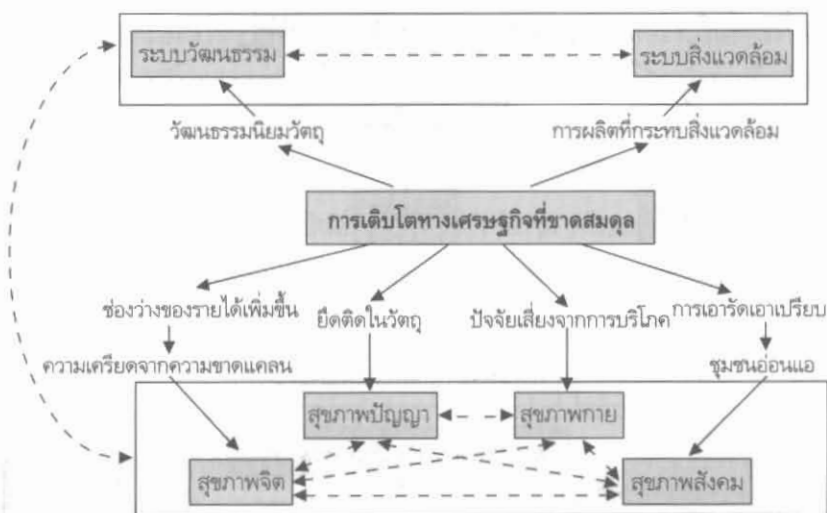 ระบบวัฒนธรรม
ระบบสิ่งแวดล้อม
วัฒนธรรมนิยมวัตถุ
การผลิตที่กระทบสิ่งแวดล้อม
การเติบโตทางเศรษฐกิจที่ขาดสมดุล
ช่องว่างของรายได้เพิ่มขึ้น
ยึดติดในวัตถุ
ปัจจัยเสี่ยงจากการบริโภค
การเอารัดเอาเปรียบ
ความเครียดจากความขาดแคลน
ชุมชนอ่อนแอ
สุขภาพปัญญา
สุขภาพกาย
สุขภาพจิต
สุขภาพสังคม